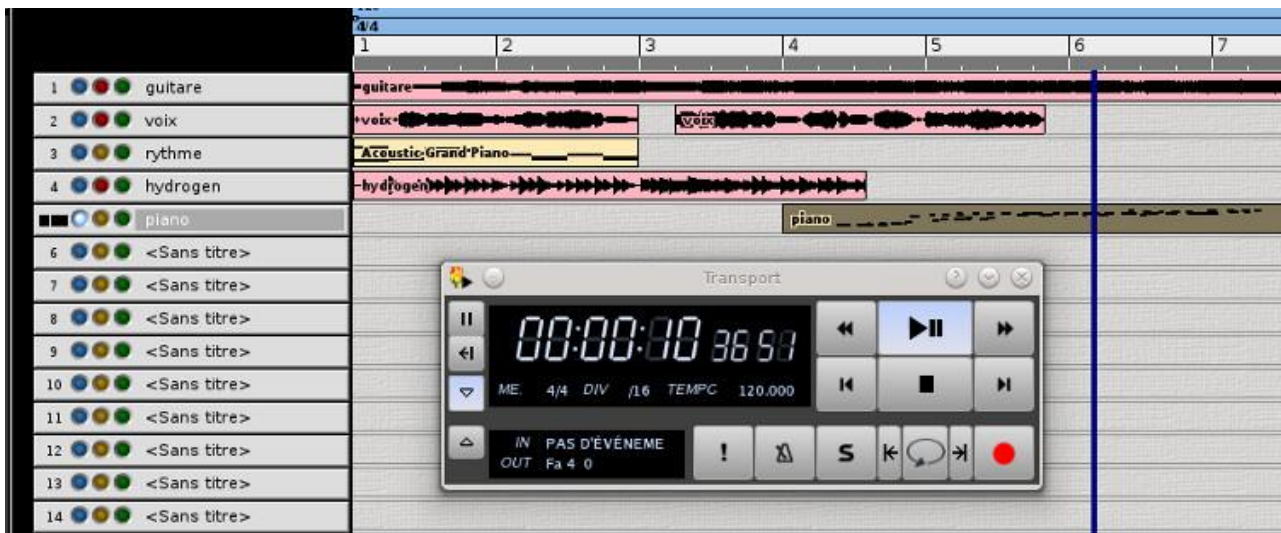 4/4
1 2 3 4 5 6 7
1 guitare
guitare
2 voix
voix
voix
3 rythme
Acoustic Grand Piano
4 hydrogen
hydrogen
piano
piano
6 <Sans titre>
7 <Sans titre>
8 <Sans titre>
9 <Sans titre>
10 <Sans titre>
11 <Sans titre>
12 <Sans titre>
13 <Sans titre>
14 <Sans titre>
Transport
00:00:10 3651
ME. 4/4 DIV /16 TEMPC 120.000
IN PAS D'ÉVÉNEME
OUT Fa 4 0
! S